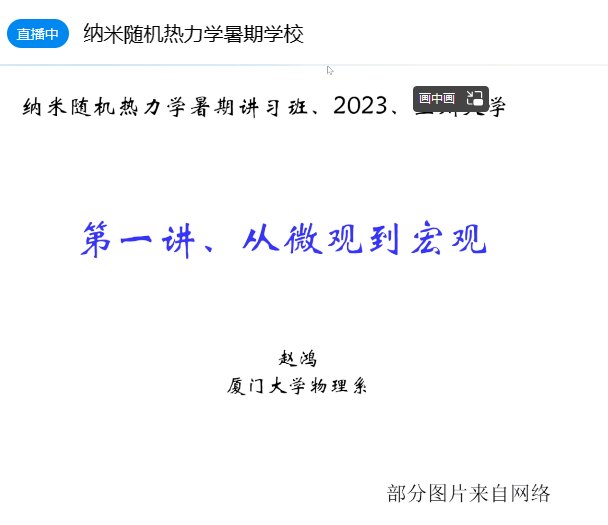 直播中 纳米随机热力学暑期学校
纳米随机热力学暑期讲习班、2023、大学
画中画
第一讲、从微观到宏观
赵鸿
厦门大学物理系
部分图片来自网络